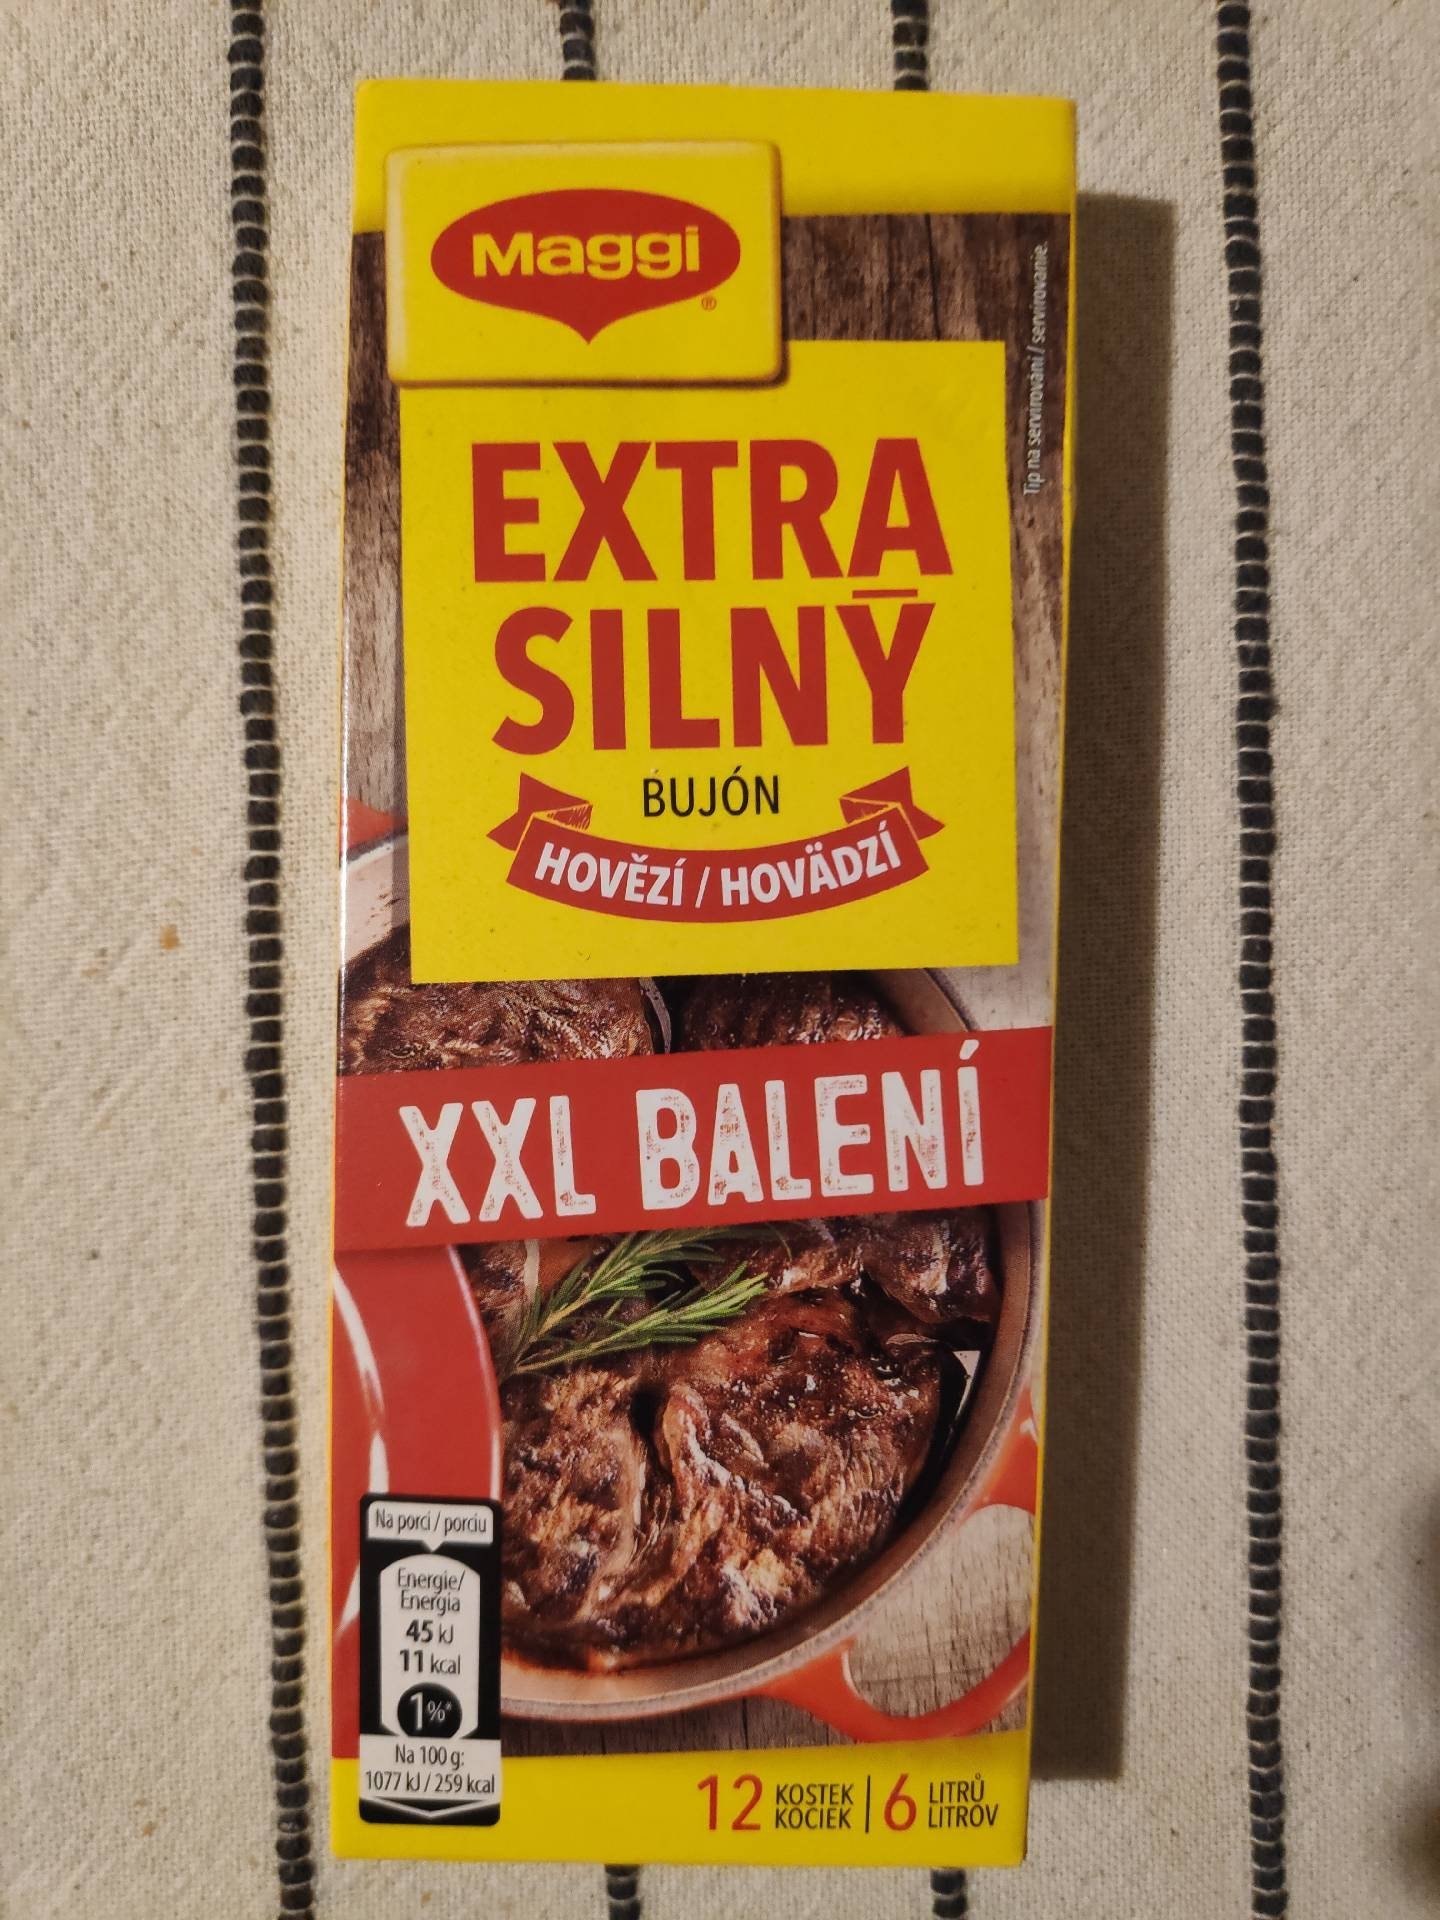 Maggi
®
Tip na servírování / servírovanie.
EXTRA
SILNÝ
BUJÓN
HOVĚZÍ / HOVÄDZÍ
XXL BALENÍ
Na porci / porciu
Energie/
Energia
45 kJ
11 kcal
1%*
Na 100 g:
1077 kJ / 259 kcal
12 KOSTEK | 6 LITRŮ
KOCIEK LITROV